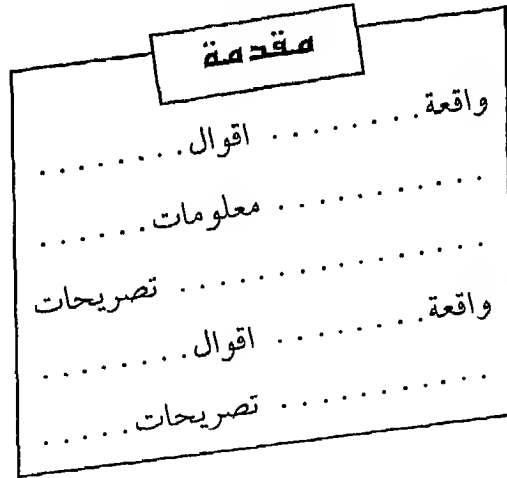 مقدمة
واقعة . . . . . . . . اقوال . . . . . . . .
. . . . . . . . . . . معلومات . . . . . .
. . . . . . . . . . . . . . . . تصريحات
واقعة . . . . . . . . اقوال . . . . . . . .
. . . . . . . . . . . تصريحات . . . . .